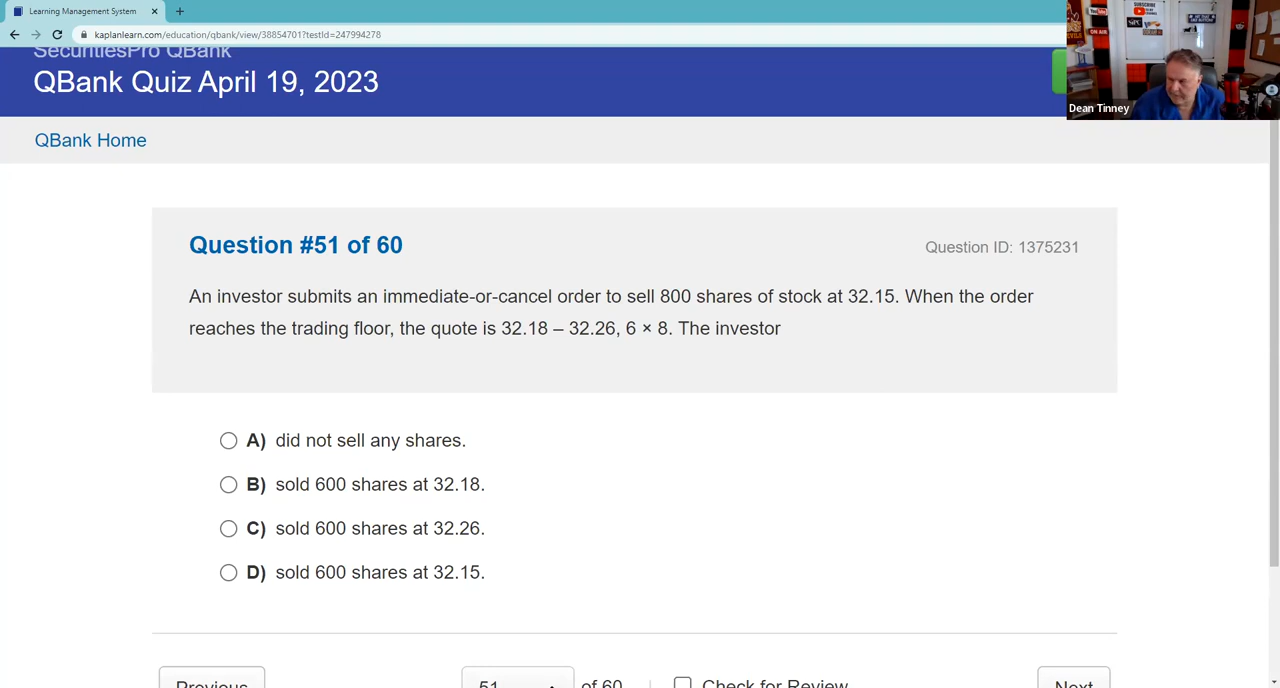 Learning Management System
kaplanlearn.com/education/qbank/view/38854701?testId=247994278
SecuritiesPro QBank
QBank Quiz April 19, 2023
Dean Tinney
QBank Home
Question #51 of 60
Question ID: 1375231
An investor submits an immediate-or-cancel order to sell 800 shares of stock at 32.15. When the order
reaches the trading floor, the quote is 32.18 – 32.26, 6 × 8. The investor
A) did not sell any shares.
B) sold 600 shares at 32.18.
C) sold 600 shares at 32.26.
D) sold 600 shares at 32.15.
Previous
51 of 60
Check for Review
Next